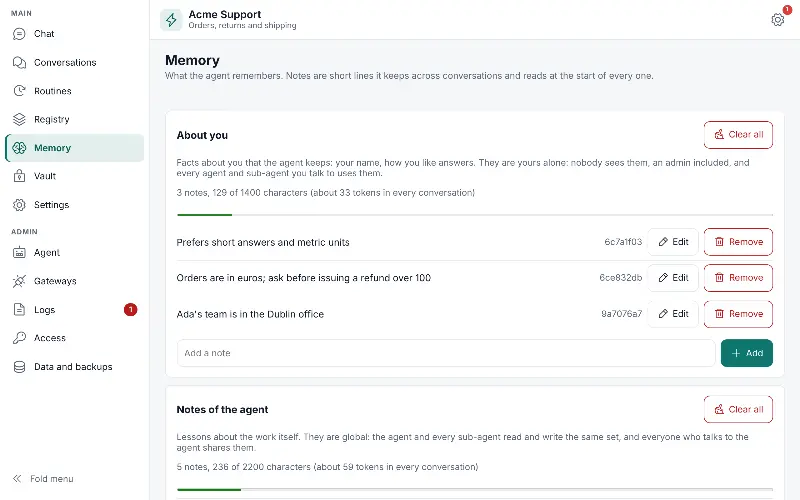 MAIN
Chat
Conversations
Routines
Registry
Memory
Vault
Settings
ADMIN
Agent
Gateways
Logs
1
Access
Data and backups
Fold menu
Acme Support
Orders, returns and shipping
1
Memory
What the agent remembers. Notes are short lines it keeps across conversations and reads at the start of every one.
About you
Clear all
Facts about you that the agent keeps: your name, how you like answers. They are yours alone: nobody sees them, an admin included, and
every agent and sub-agent you talk to uses them.
3 notes, 129 of 1400 characters (about 33 tokens in every conversation)
Prefers short answers and metric units
6c7a1f03
Edit
Remove
Orders are in euros; ask before issuing a refund over 100
6ce832db
Edit
Remove
Ada's team is in the Dublin office
9a7076a7
Edit
Remove
Add a note
Add
Notes of the agent
Clear all
Lessons about the work itself. They are global: the agent and every sub-agent read and write the same set, and everyone who talks to the
agent shares them.
5 notes, 236 of 2200 characters (about 59 tokens in every conversation)